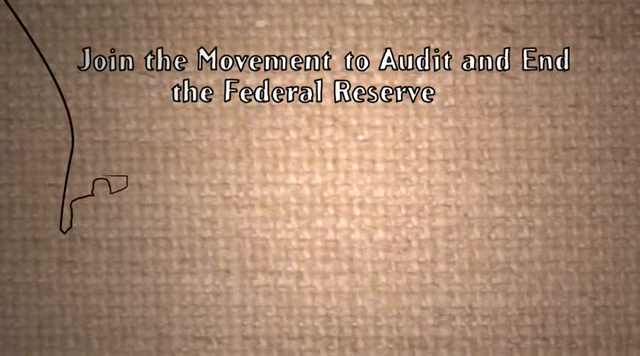 Join the Movement to Audit and End
the Federal Reserve